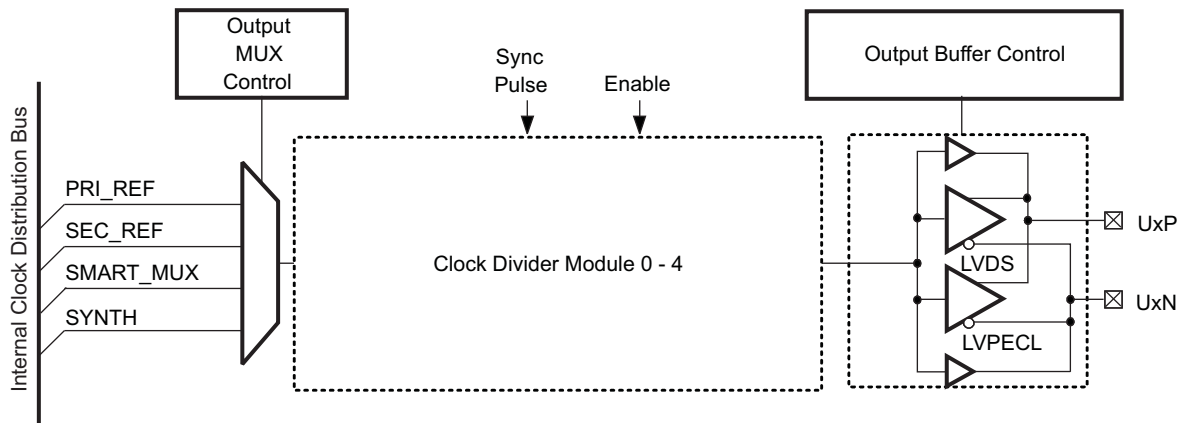 Output
MUX
Control
Sync
Pulse
Enable
Output Buffer Control
Internal Clock Distribution Bus
PRI_REF
SEC_REF
SMART_MUX
SYNTH
Clock Divider Module 0 - 4
LVDS
LVPECL
UxP
UxN